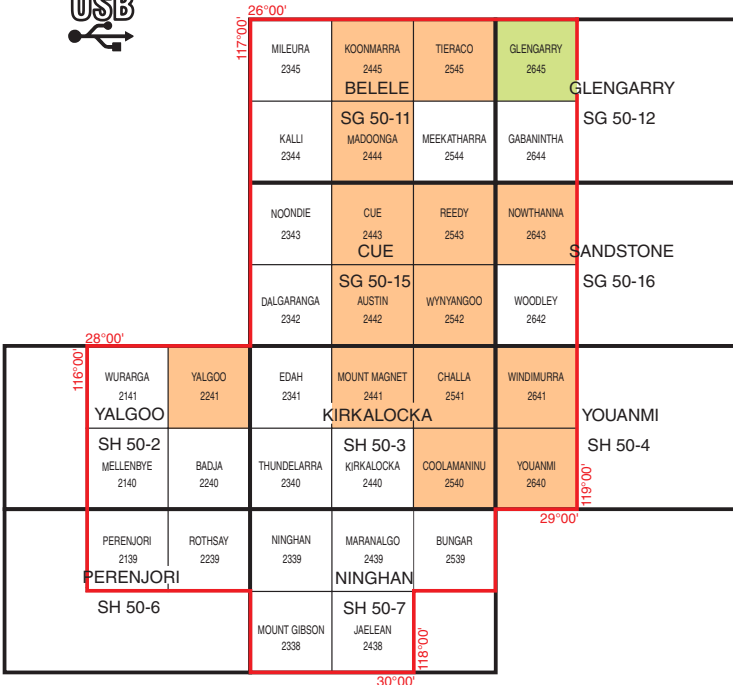 USB
26°00'
117°00'
MILEURA
2345
KOONMARRA
2445
TIERACO
2545
GLENGARRY
2645
BELELE
SG 50-11
GLENGARRY
SG 50-12
KALLI
2344
MADOONGA
2444
MEEKATHARRA
2544
GABANINTHA
2644
NOONDIE
2343
CUE
2443
REEDY
2543
NOWTHANNA
2643
CUE
SG 50-15
SANDSTONE
SG 50-16
DALGARANGA
2342
AUSTIN
2442
WYNYANGOO
2542
WOODLEY
2642
28°00'
116°00'
WURARGA
2141
YALGOO
2241
EDAH
2341
MOUNT MAGNET
2441
CHALLA
2541
WINDIMURRA
2641
YALGOO
SH 50-2
KIRKALOCKA
SH 50-3
YOUANMI
SH 50-4
MELLENBYE
2140
BADJA
2240
THUNDELARRA
2340
KIRKALOCKA
2440
COOLAMANINU
2540
YOUANMI
2640
119°00'
29°00'
PERENJORI
2139
ROTHSAY
2239
NINGHAN
2339
MARANALGO
2439
BUNGAR
2539
PERENJORI
SH 50-6
NINGHAN
SH 50-7
MOUNT GIBSON
2338
JAELEAN
2438
118°00'
30°00'